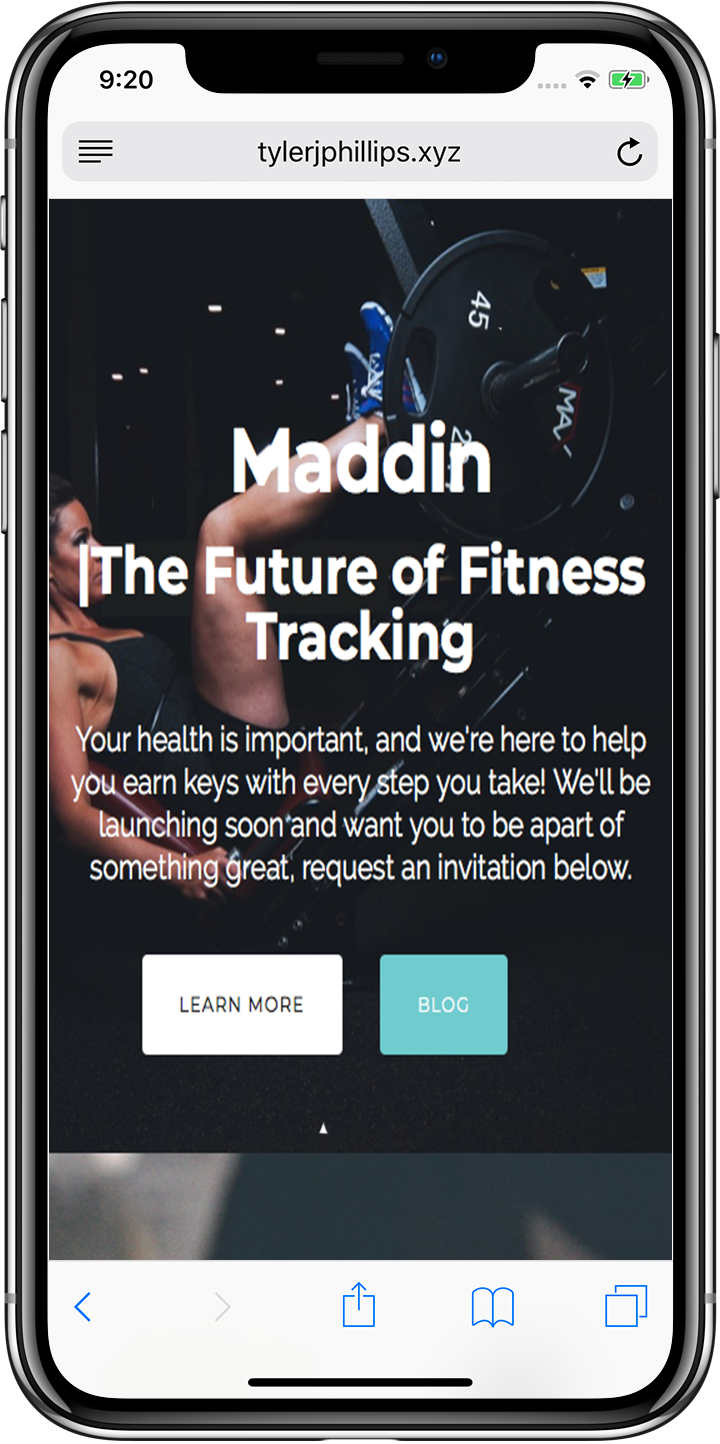 9:20
tylerjphillips.xyz
45
MAX
Maddin
|The Future of Fitness
Tracking
Your health is important, and we're here to help
you earn keys with every step you take! We'll be
launching soon and want you to be apart of
something great, request an invitation below.
LEARN MORE
BLOG